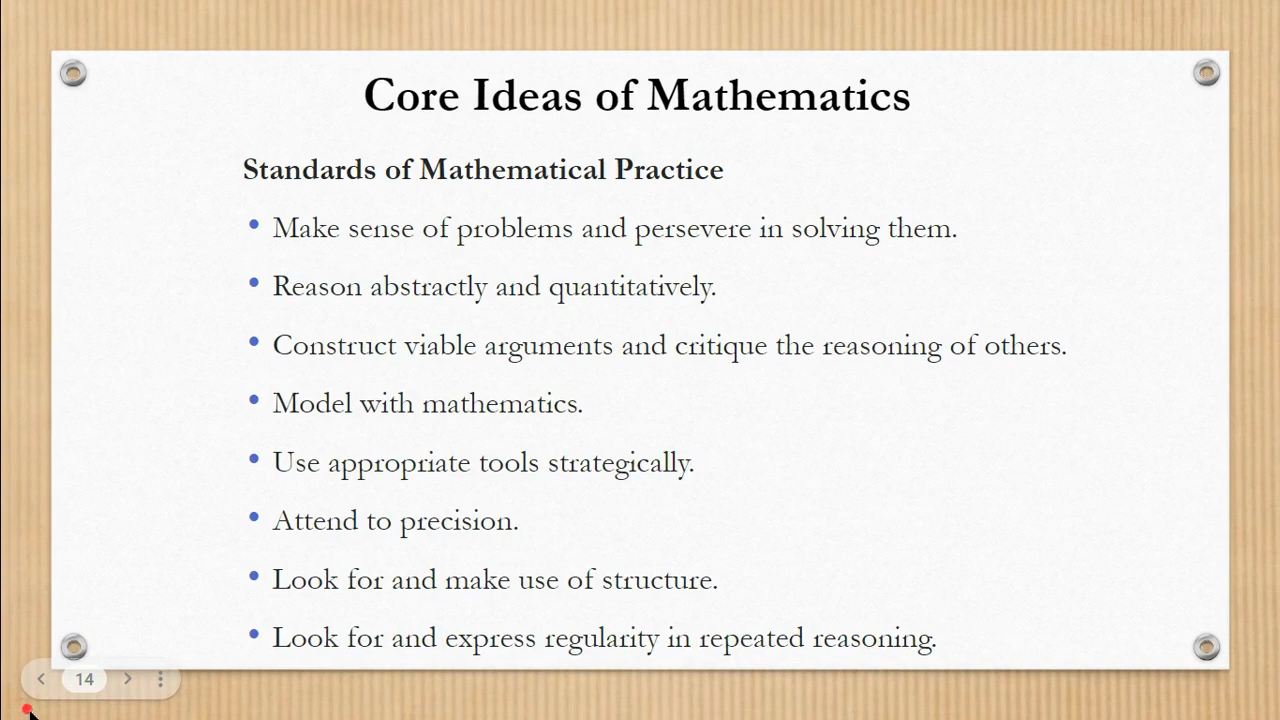 Core Ideas of Mathematics
Standards of Mathematical Practice
• Make sense of problems and persevere in solving them.
• Reason abstractly and quantitatively.
• Construct viable arguments and critique the reasoning of others.
• Model with mathematics.
• Use appropriate tools strategically.
• Attend to precision.
• Look for and make use of structure.
• Look for and express regularity in repeated reasoning.
14